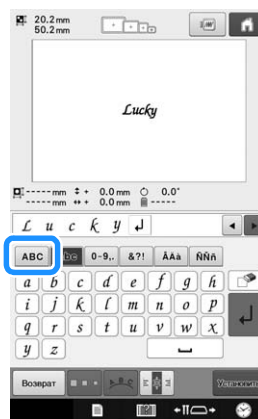 20.2 mm
50.2 mm
Lucky
----- mm 0.0 mm 0.0°
----- mm 0.0 mm -----
L u c k y
ABC abc 0-9,. &?! ÄAä ÑÑñ
a b c d e f g h
i j k l m n o p
q r s t u v w x
y z
Возврат